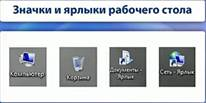 Значки и ярлыки рабочего стола
Компьютер
Корзина
Документы -
Ярлык
Сеть - Ярлык